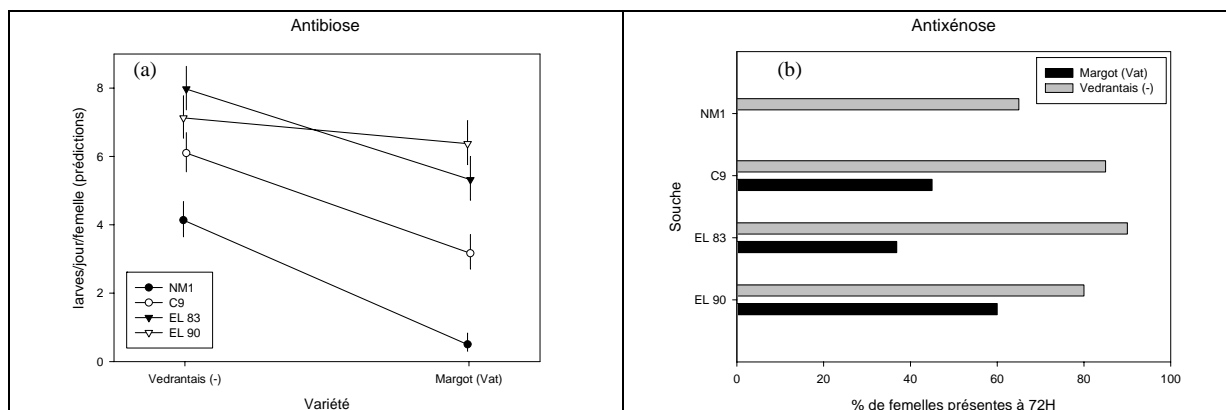 Antibiose
(a)
larves/jour/femelle (prédictions)
8
6
4
2
0
NM1
C9
EL 83
EL 90
Vedrantais (-)
Margot (Vat)
Variété
Antixénose
(b)
Margot (Vat)
Vedrantais (-)
Souche
NM1
C9
EL 83
EL 90
0
20
40
60
80
100
% de femelles présentes à 72H